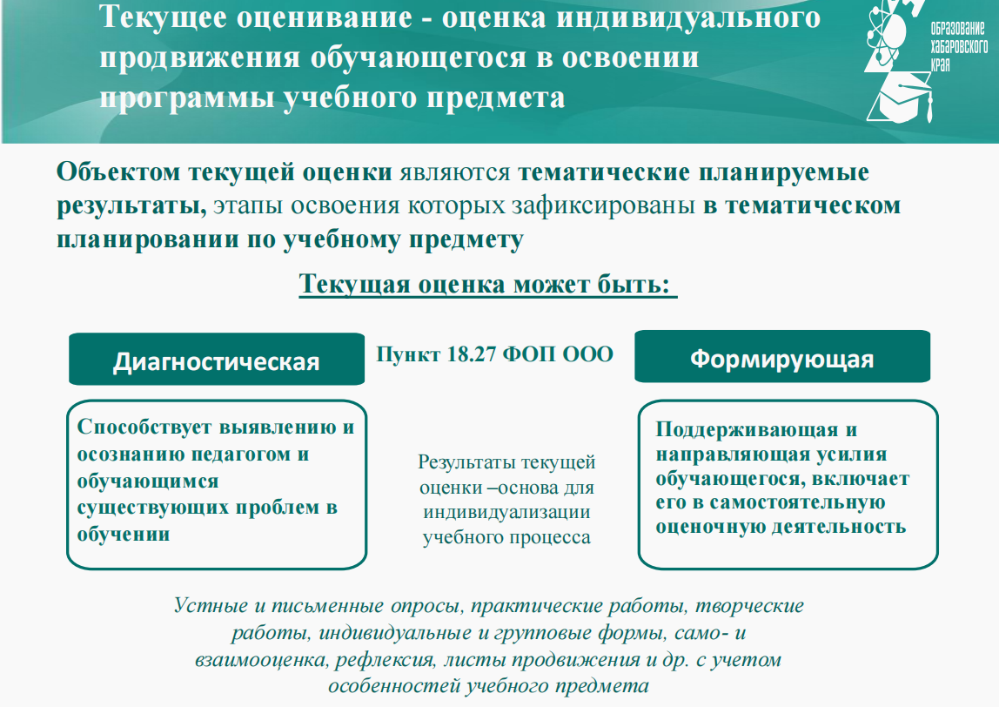 Текущее оценивание - оценка индивидуального
продвижения обучающегося в освоении
программы учебного предмета
ОБРАЗОВАНИЕ
ХАБАРОВСКОГО
КРАЯ
Объектом текущей оценки являются тематические планируемые
результаты, этапы освоения которых зафиксированы в тематическом
планировании по учебному предмету
Текущая оценка может быть:
Диагностическая
Пункт 18.27 ФОП ООО
Формирующая
Способствует выявлению и
осознанию педагогом и
обучающимся
существующих проблем в
обучении
Результаты текущей
оценки –основа для
индивидуализации
учебного процесса
Поддерживающая и
направляющая усилия
обучающегося, включает
его в самостоятельную
оценочную деятельность
Устные и письменные опросы, практические работы, творческие
работы, индивидуальные и групповые формы, само- и
взаимооценка, рефлексия, листы продвижения и др. с учетом
особенностей учебного предмета